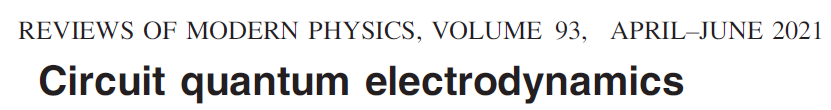 REVIEWS OF MODERN PHYSICS, VOLUME 93, APRIL–JUNE 2021
Circuit quantum electrodynamics